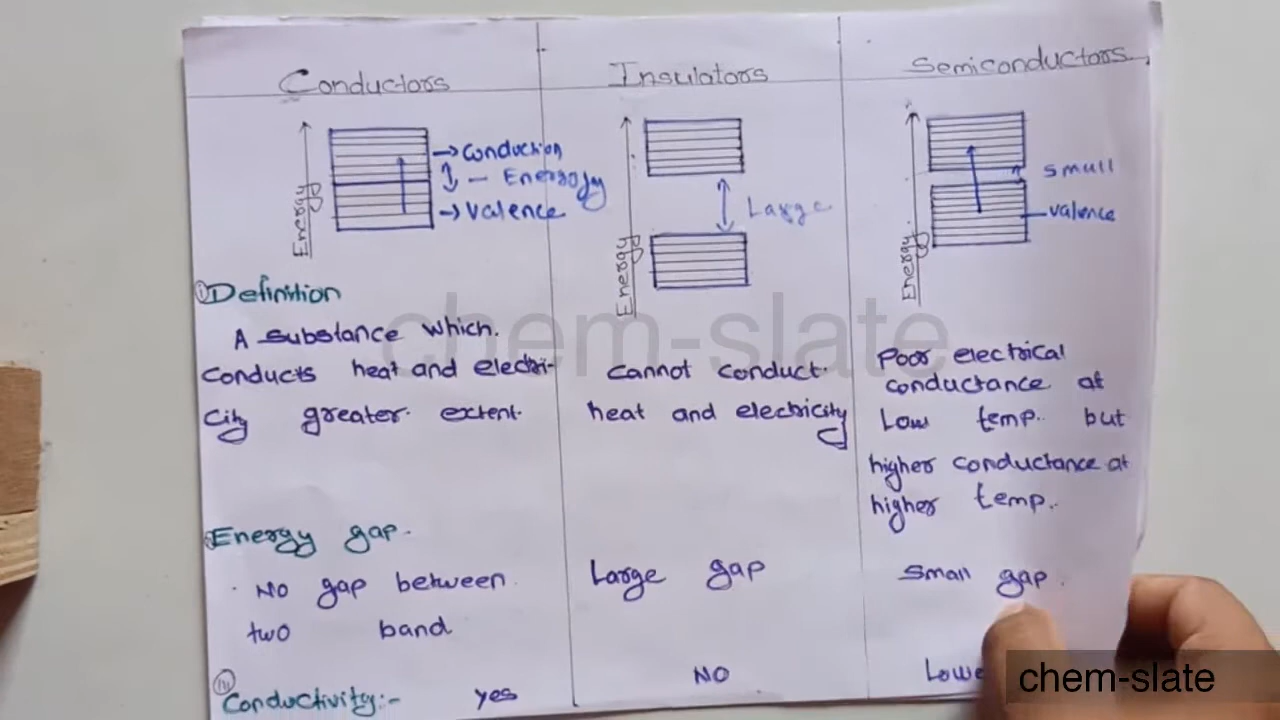 Conductors
Insulators
Semiconductors
→Conduction
- Energy
→Valence
Energy
Large
Energy
small
valence
Energy
(i) Definition
A substance which.
conducts heat and electri-
city greater. extent.
cannot conduct.
heat and electricity
Poor electrical
conductance at
Low temp.. but
higher conductance at
higher temp..
Energy gap.
. No gap between.
two band
Large gap
small gap.
(iii)
Conductivity:- yes
NO
chem-slate
chem-slate